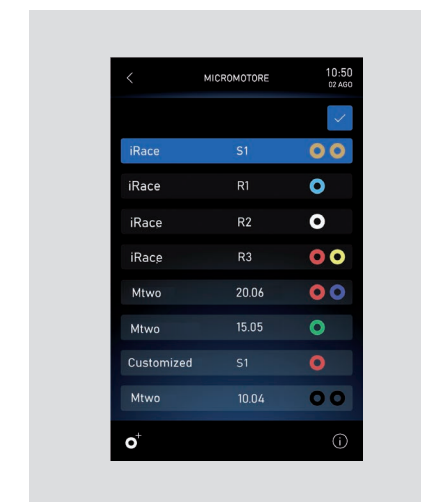 MICROMOTORE
10:50
02 AGO
iRace S1
iRace R1
iRace R2
iRace R3
Mtwo 20.06
Mtwo 15.05
Customized S1
Mtwo 10.04